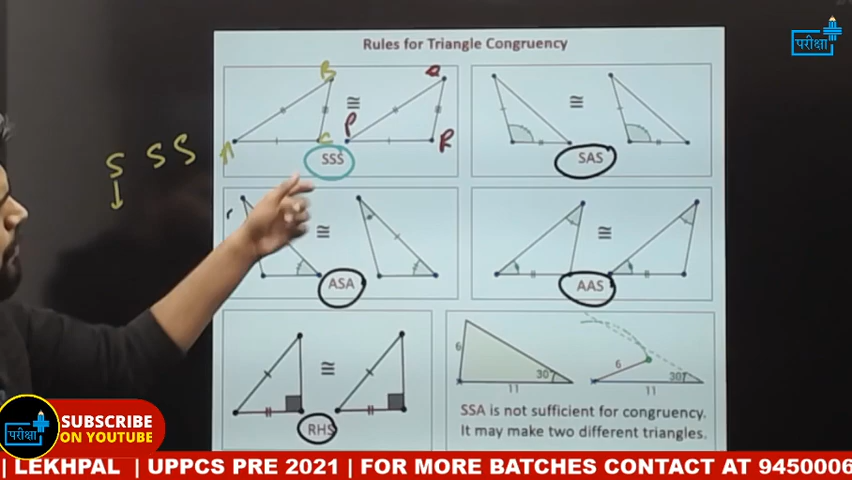 Rules for Triangle Congruency
परीक्षा
B
Q
≅
≅
P
A
C
R
S S S
SSS
SAS
≅
≅
ASA
AAS
≅
6
30
11
6
30
11
RHS
SSA is not sufficient for congruency.
It may make two different triangles.
परीक्षा
SUBSCRIBE
ON YOUTUBE
| LEKHPAL | UPPCS PRE 2021 | FOR MORE BATCHES CONTACT AT 9450006